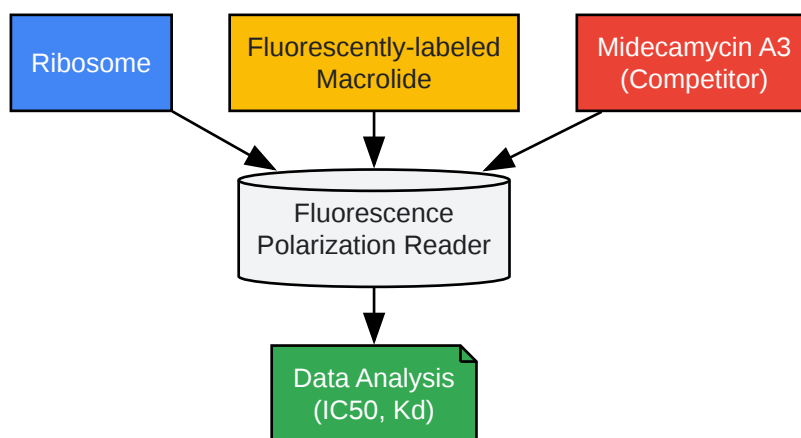 Ribosome
Fluorescently-labeled
Macrolide
Midecamycin A3
(Competitor)
Fluorescence
Polarization Reader
Data Analysis
(IC50, Kd)